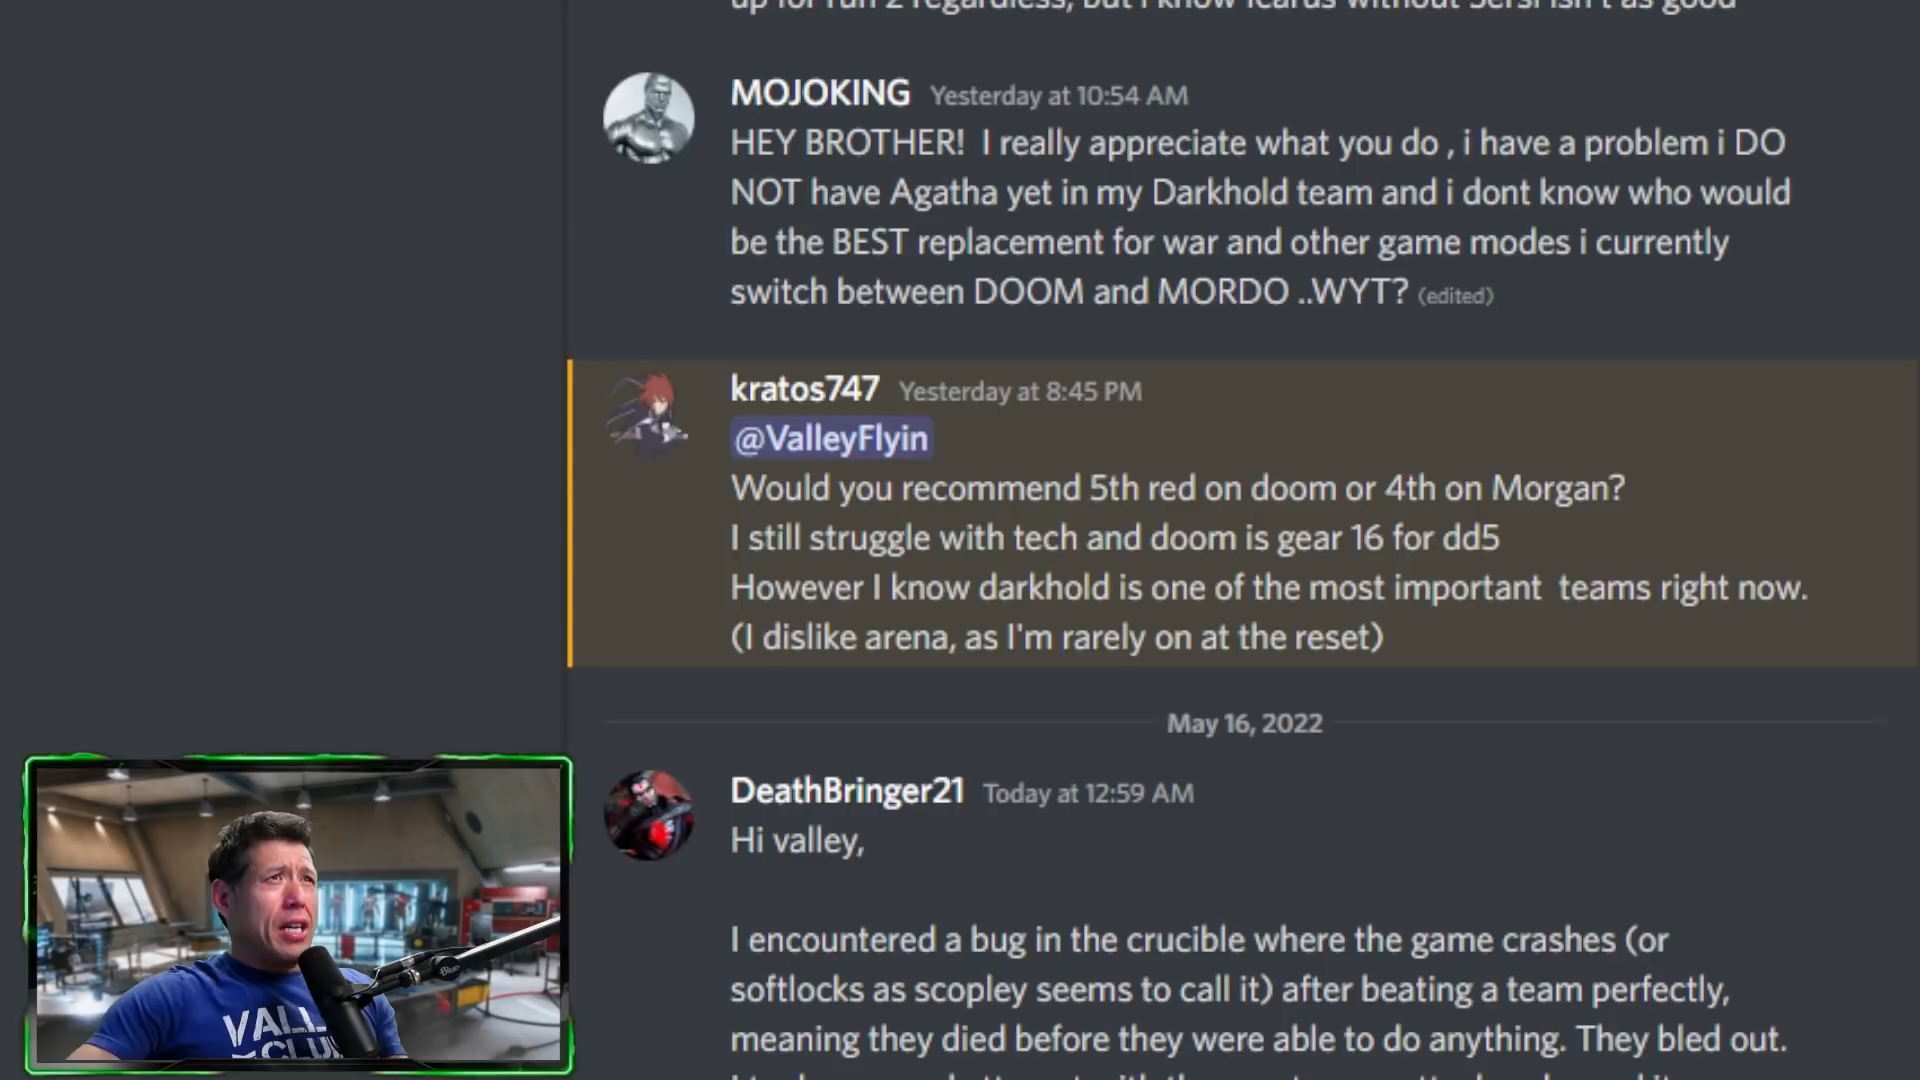 up for run 2 regardless, but i know Icarus without Sersi isn't as good
MOJOKING Yesterday at 10:54 AM
HEY BROTHER! I really appreciate what you do , i have a problem i DO
NOT have Agatha yet in my Darkhold team and i dont know who would
be the BEST replacement for war and other game modes i currently
switch between DOOM and MORDO ..WYT? (edited)
kratos747 Yesterday at 8:45 PM
@ValleyFlyin
Would you recommend 5th red on doom or 4th on Morgan?
I still struggle with tech and doom is gear 16 for dd5
However I know darkhold is one of the most important teams right now.
(I dislike arena, as I'm rarely on at the reset)
May 16, 2022
DeathBringer21 Today at 12:59 AM
Hi valley,
I encountered a bug in the crucible where the game crashes (or
softlocks as scopley seems to call it) after beating a team perfectly,
meaning they died before they were able to do anything. They bled out.
VALL
CLU
Blue